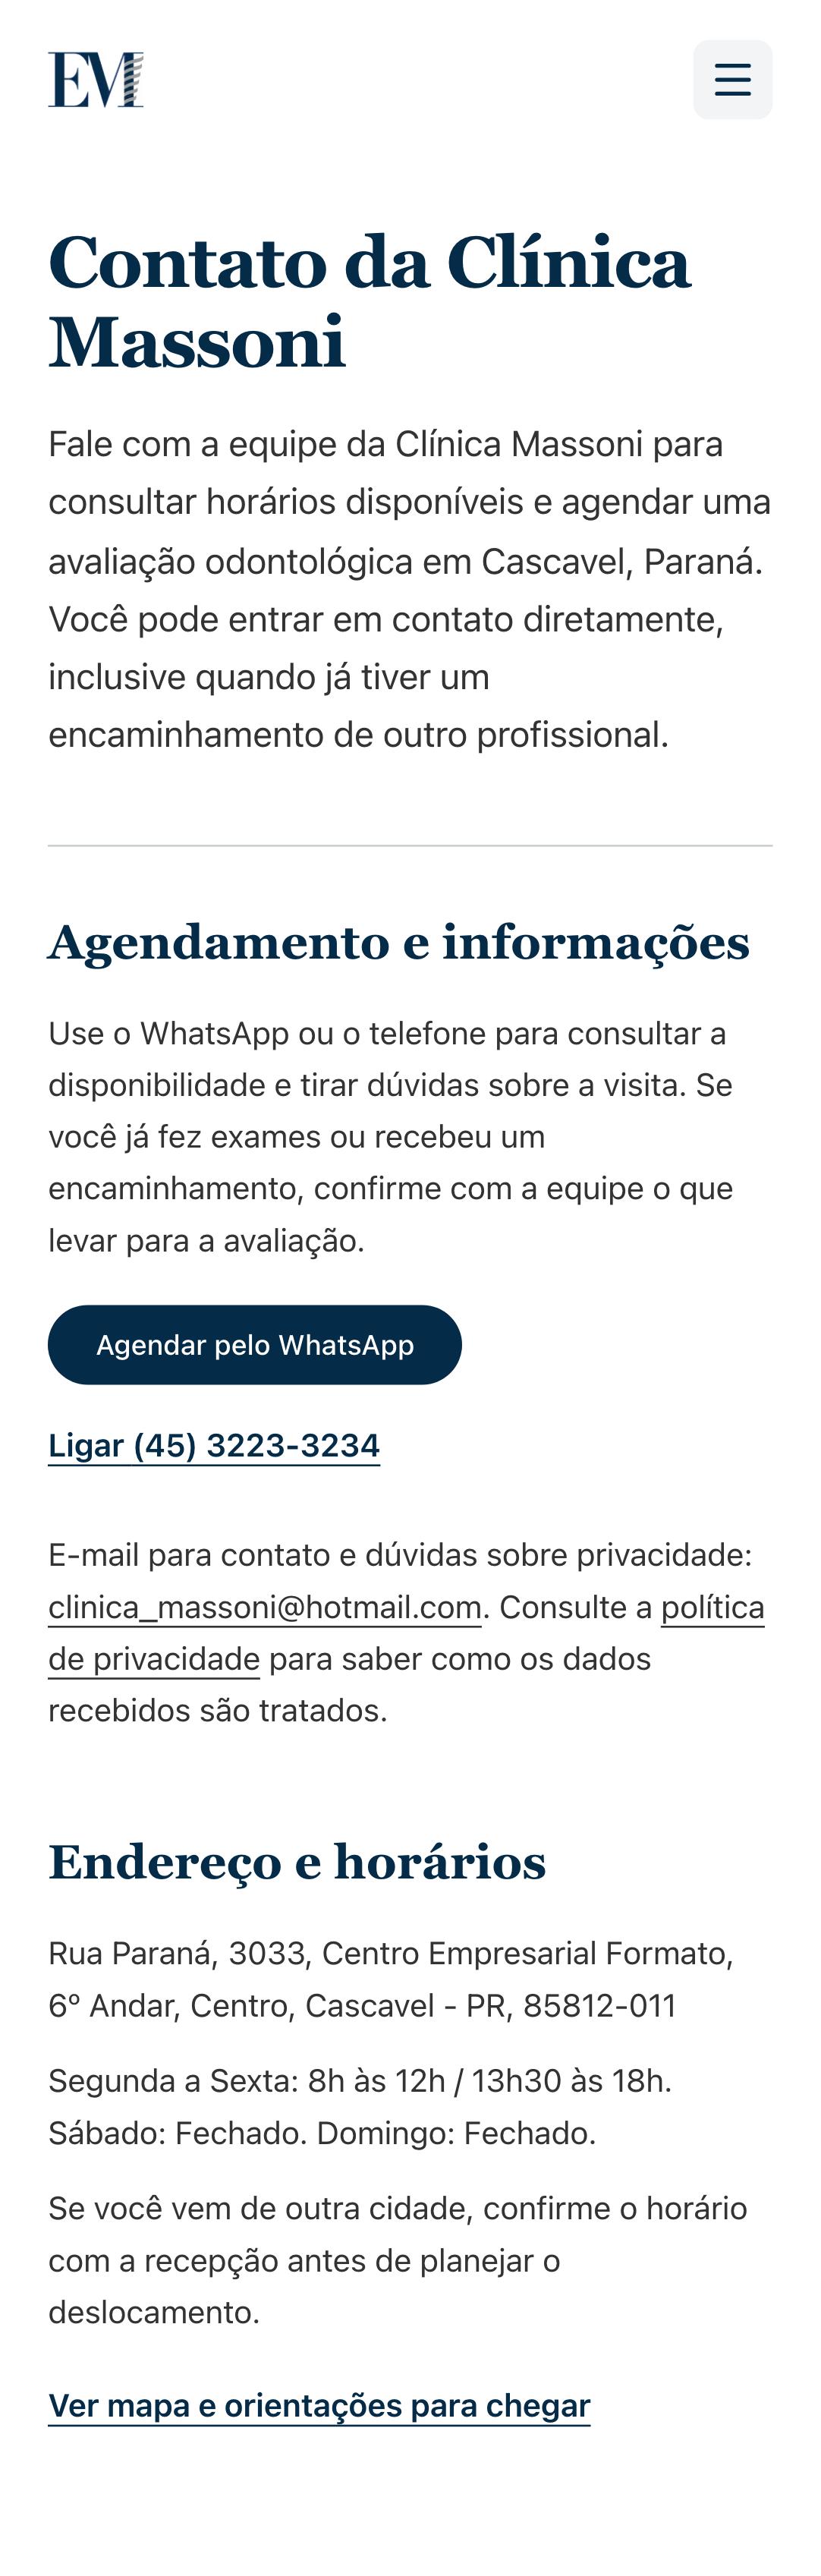 EM
Contato da Clínica
Massoni
Fale com a equipe da Clínica Massoni para
consultar horários disponíveis e agendar uma
avaliação odontológica em Cascavel, Paraná.
Você pode entrar em contato diretamente,
inclusive quando já tiver um
encaminhamento de outro profissional.
Agendamento e informações
Use o WhatsApp ou o telefone para consultar a
disponibilidade e tirar dúvidas sobre a visita. Se
você já fez exames ou recebeu um
encaminhamento, confirme com a equipe o que
levar para a avaliação.
Agendar pelo WhatsApp
Ligar (45) 3223-3234
E-mail para contato e dúvidas sobre privacidade:
clinica_massoni@hotmail.com. Consulte a política
de privacidade para saber como os dados
recebidos são tratados.
Endereço e horários
Rua Paraná, 3033, Centro Empresarial Formato,
6º Andar, Centro, Cascavel - PR, 85812-011
Segunda a Sexta: 8h às 12h / 13h30 às 18h.
Sábado: Fechado. Domingo: Fechado.
Se você vem de outra cidade, confirme o horário
com a recepção antes de planejar o
deslocamento.
Ver mapa e orientações para chegar